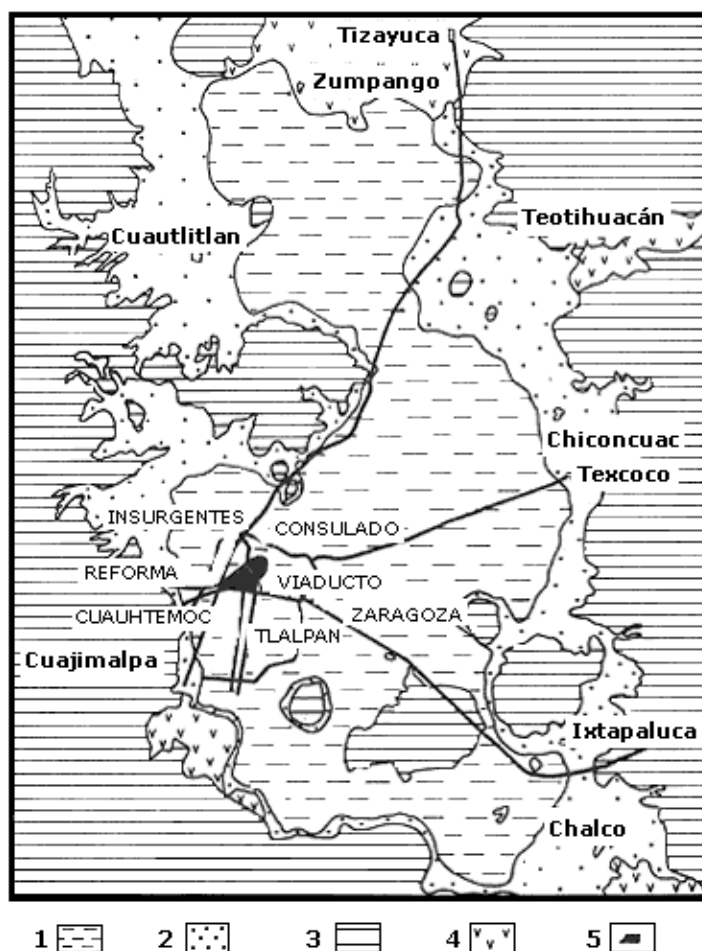 Tizayuca
Zumpango
Teotihuacán
Cuautlitlan
Chiconcuac
Texcoco
INSURGENTES
CONSULADO
REFORMA
VIADUCTO
CUAUHTEMOC
ZARAGOZA
TLALPAN
Cuajimalpa
Ixtapaluca
Chalco
1 2 3 4 5